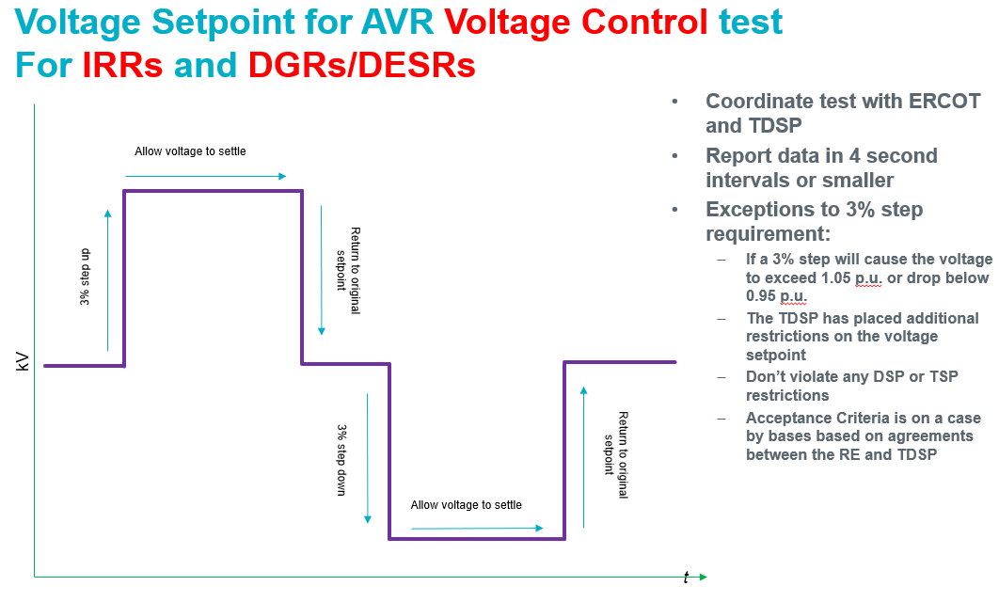 Voltage Setpoint for AVR Voltage Control test
For IRRs and DGRs/DESRs
Allow voltage to settle
3% step up
Return to original
setpoint
kV
3% step down
Allow voltage to settle
Return to original
setpoint
t
• Coordinate test with ERCOT
and TDSP
• Report data in 4 second
intervals or smaller
• Exceptions to 3% step
requirement:
– If a 3% step will cause the voltage
to exceed 1.05 p.u. or drop below
0.95 p.u.
– The TDSP has placed additional
restrictions on the voltage
setpoint
– Don't violate any DSP or TSP
restrictions
– Acceptance Criteria is on a case
by bases based on agreements
between the RE and TDSP